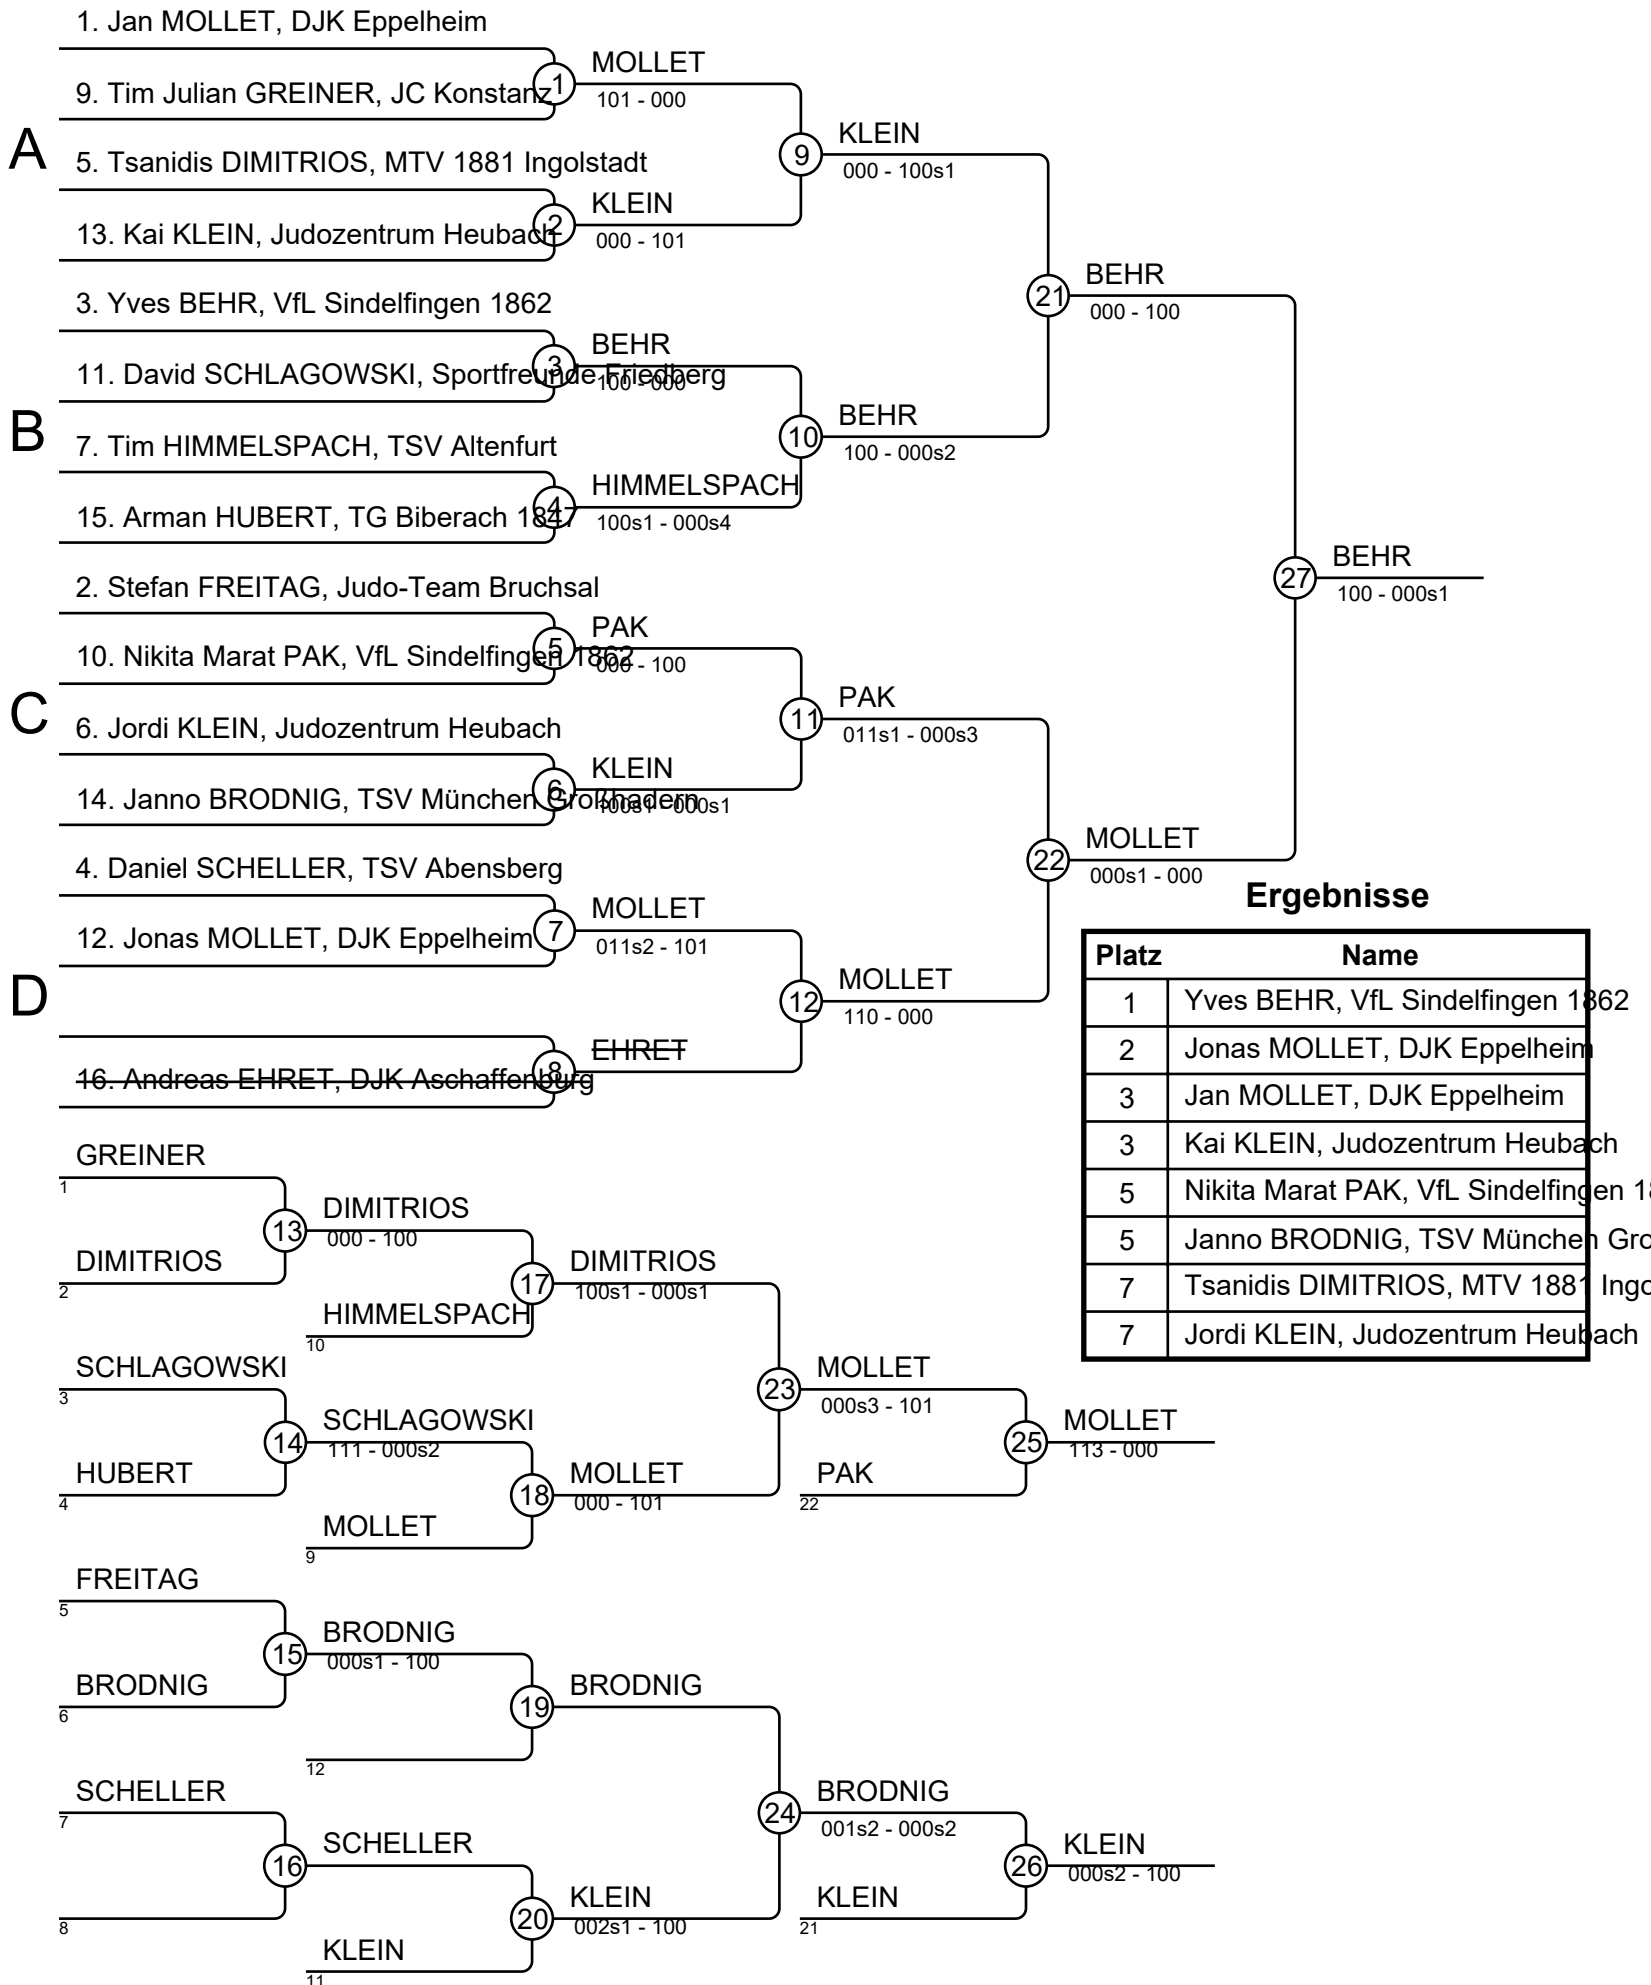 1. Jan MOLLET, DJK Eppelheim
MOLLET
9. Tim Julian GREINER, JC Konstanz
1
101 - 000
A
KLEIN
9
000 - 100s1
5. Tsanidis DIMITRIOS, MTV 1881 Ingolstadt
KLEIN
13. Kai KLEIN, Judozentrum Heubach
2
000 - 101
BEHR
21
000 - 100
3. Yves BEHR, VfL Sindelfingen 1862
BEHR
11. David SCHLAGOWSKI, Sportfreunde Friedberg
3
100 - 000
B
BEHR
10
100 - 000s2
7. Tim HIMMELSPACH, TSV Altenfurt
HIMMELSPACH
15. Arman HUBERT, TG Biberach 1847
4
100s1 - 000s4
BEHR
27
100 - 000s1
2. Stefan FREITAG, Judo-Team Bruchsal
PAK
10. Nikita Marat PAK, VfL Sindelfingen 1862
5
000 - 100
C
PAK
11
011s1 - 000s3
6. Jordi KLEIN, Judozentrum Heubach
KLEIN
14. Janno BRODNIG, TSV München Großhadern
6
100s1 - 000s1
MOLLET
22
000s1 - 000
4. Daniel SCHELLER, TSV Abensberg
MOLLET
12. Jonas MOLLET, DJK Eppelheim
7
011s2 - 101
D
MOLLET
12
110 - 000
EHRET
16. Andreas EHRET, DJK Aschaffenburg
8
Ergebnisse
Platz Name
1 Yves BEHR, VfL Sindelfingen 1862
2 Jonas MOLLET, DJK Eppelheim
3 Jan MOLLET, DJK Eppelheim
3 Kai KLEIN, Judozentrum Heubach
5 Nikita Marat PAK, VfL Sindelfingen 18
5 Janno BRODNIG, TSV München Gro
7 Tsanidis DIMITRIOS, MTV 1881 Ingo
7 Jordi KLEIN, Judozentrum Heubach
GREINER
1
DIMITRIOS
13
000 - 100
DIMITRIOS
2
DIMITRIOS
17
100s1 - 000s1
HIMMELSPACH
10
SCHLAGOWSKI
3
MOLLET
23
000s3 - 101
SCHLAGOWSKI
14
111 - 000s2
MOLLET
25
113 - 000
HUBERT
4
MOLLET
18
000 - 101
PAK
22
MOLLET
9
FREITAG
5
BRODNIG
15
000s1 - 100
BRODNIG
6
BRODNIG
19
12
SCHELLER
7
BRODNIG
24
001s2 - 000s2
SCHELLER
16
KLEIN
26
000s2 - 100
8
KLEIN
20
002s1 - 100
KLEIN
21
KLEIN
11